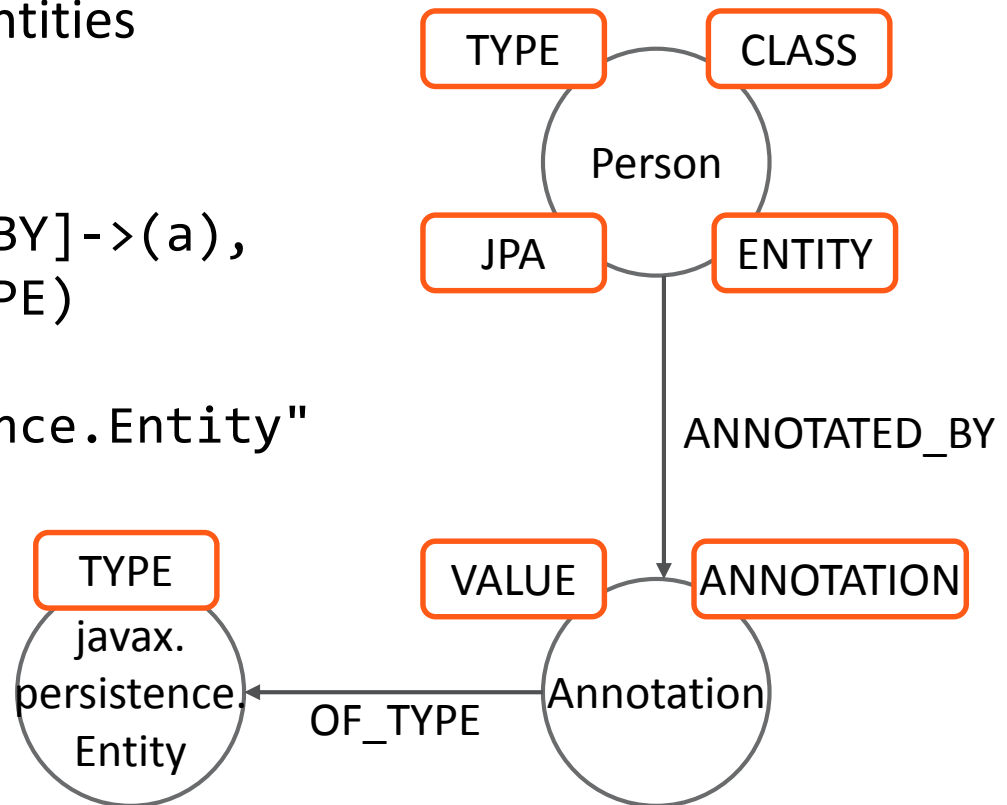 ntities
BY]->(a),
PE)
nce.Entity"
TYPE
CLASS
Person
JPA
ENTITY
ANNOTATED_BY
VALUE
ANNOTATION
Annotation
OF_TYPE
TYPE
javax.
persistence.
Entity